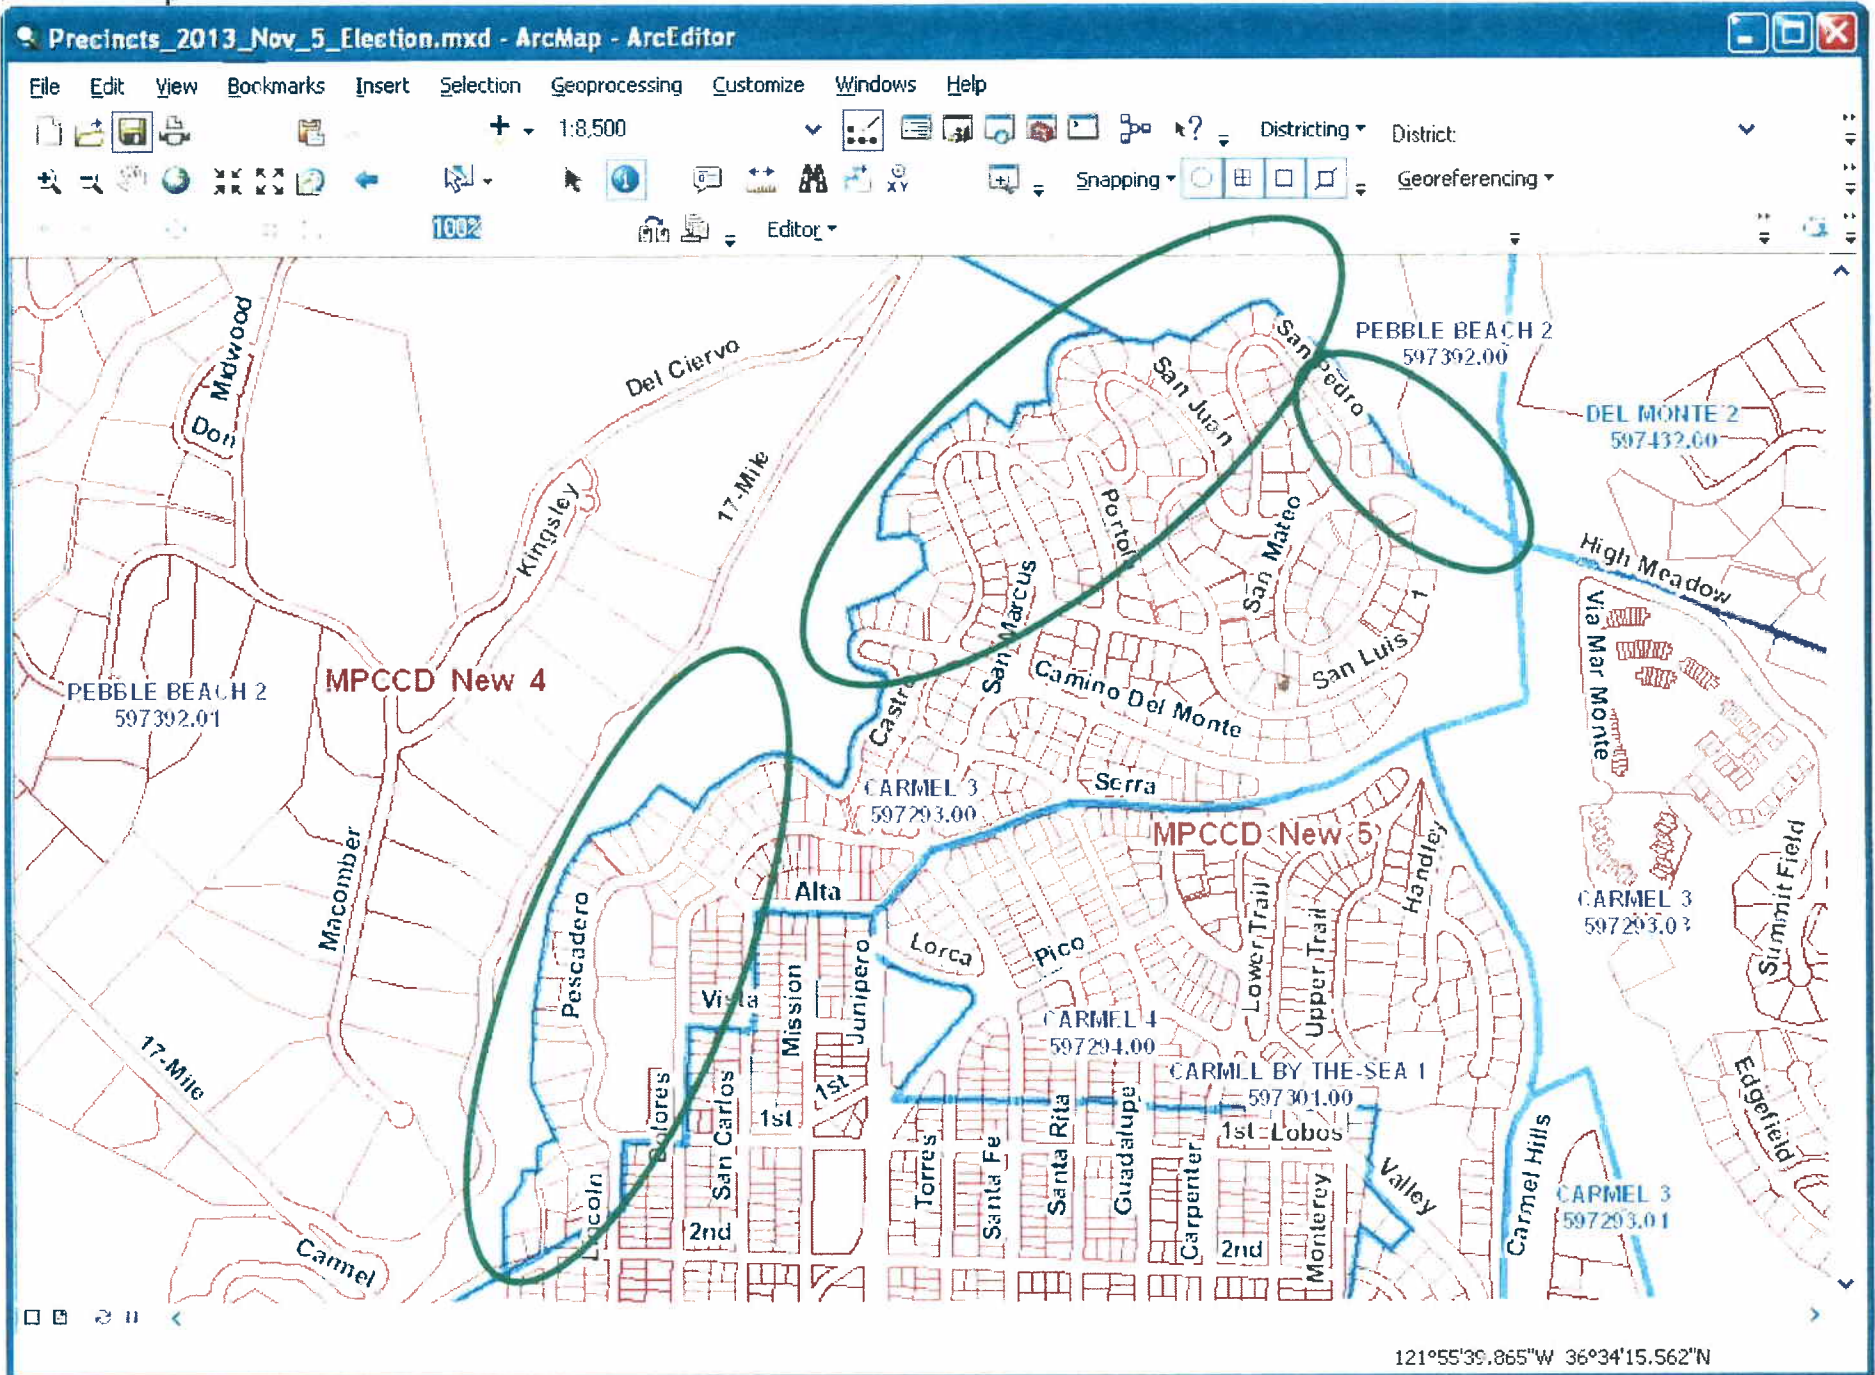 Precincts_2013_Nov_5_Election.mxd - ArcMap - ArcEditor
File Edit View Bookmarks Insert Selection Geoprocessing Customize Windows Help
1:8,500
Districting
District:
Snapping
Georeferencing
100%
Editor
Midwood
Don
Del Ciervo
San Pedro
PEBBLE BEACH 2
597392.00
San Juan
DEL MONTE 2
597432.00
17-Mile
Kingsley
Portola
San Mateo
High Meadow
San Marcus
1
Via Mar Monte
San Luis
MPCCD New 4
PEBBLE BEACH 2
597392.01
Camino Del Monte
Castro
CARMEL 3
597293.00
Serra
MPCCD New 5
Handley
Macomber
Alta
Pescadero
Lorca
Pico
Lower Trail
Upper Trail
CARMEL 3
597293.03
Summit Field
Vista
Mission
Junipero
CARMEL 4
597294.00
CARMEL BY THE-SEA 1
597301.00
17-Mile
Dolores
San Carlos
1st
1st
Torres
Santa Fe
Santa Rita
Guadalupe
Carpenter
1st Lobos
Monterey
Valley
Carmel Hills
Edgefield
CARMEL 3
597293.01
Lincoln
2nd
2nd
Carmel
121°55'39.865"W 36°34'15.562"N